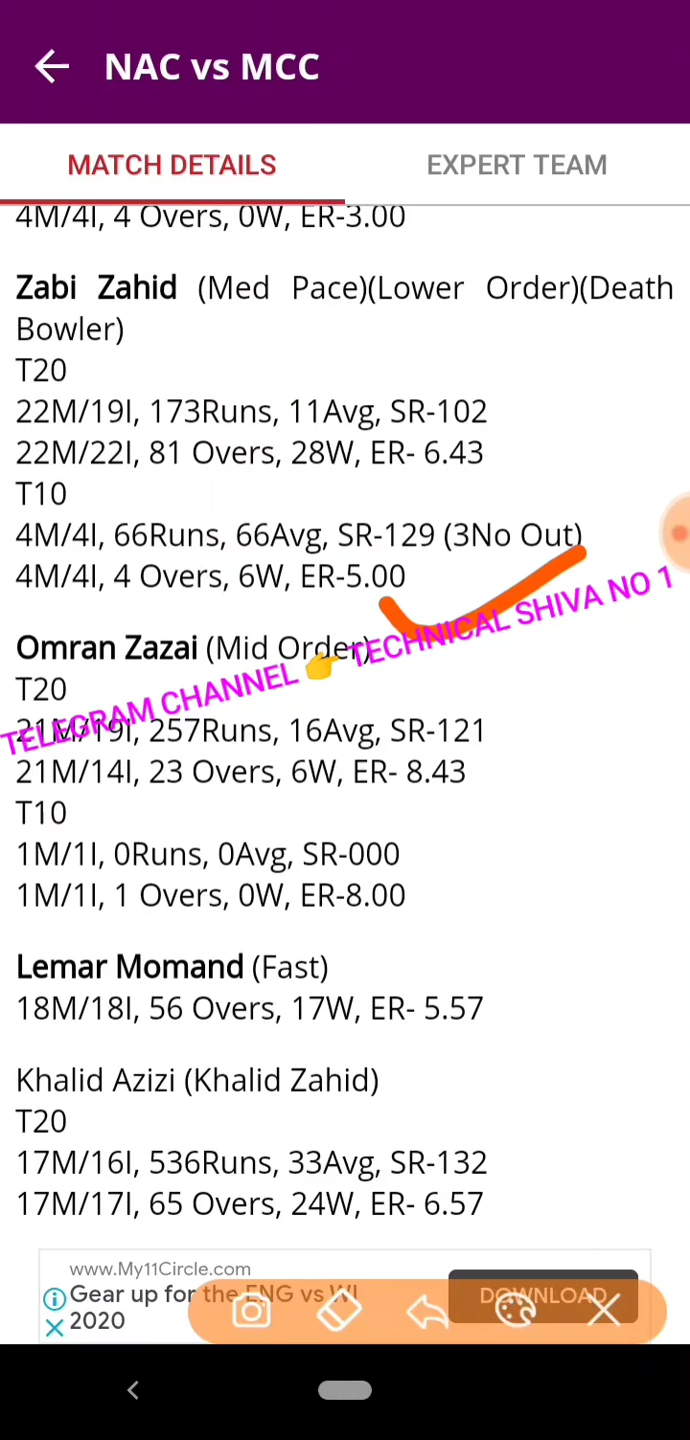 NAC vs MCC
MATCH DETAILS
EXPERT TEAM
4M/4I, 4 Overs, 0W, ER-3.00
Zabi Zahid (Med Pace)(Lower Order)(Death
Bowler)
T20
22M/19I, 173Runs, 11Avg, SR-102
22M/22I, 81 Overs, 28W, ER- 6.43
T10
4M/4I, 66Runs, 66Avg, SR-129 (3No Out)
4M/4I, 4 Overs, 6W, ER-5.00
TELEGRAM CHANNEL 👉 TECHNICAL SHIVA NO 1
Omran Zazai (Mid Order)
T20
21M/19I, 257Runs, 16Avg, SR-121
21M/14I, 23 Overs, 6W, ER- 8.43
T10
1M/1I, 0Runs, 0Avg, SR-000
1M/1I, 1 Overs, 0W, ER-8.00
Lemar Momand (Fast)
18M/18I, 56 Overs, 17W, ER- 5.57
Khalid Azizi (Khalid Zahid)
T20
17M/16I, 536Runs, 33Avg, SR-132
17M/17I, 65 Overs, 24W, ER- 6.57
www.My11Circle.com
Gear up for the ENG vs WI
2020
DOWNLOAD